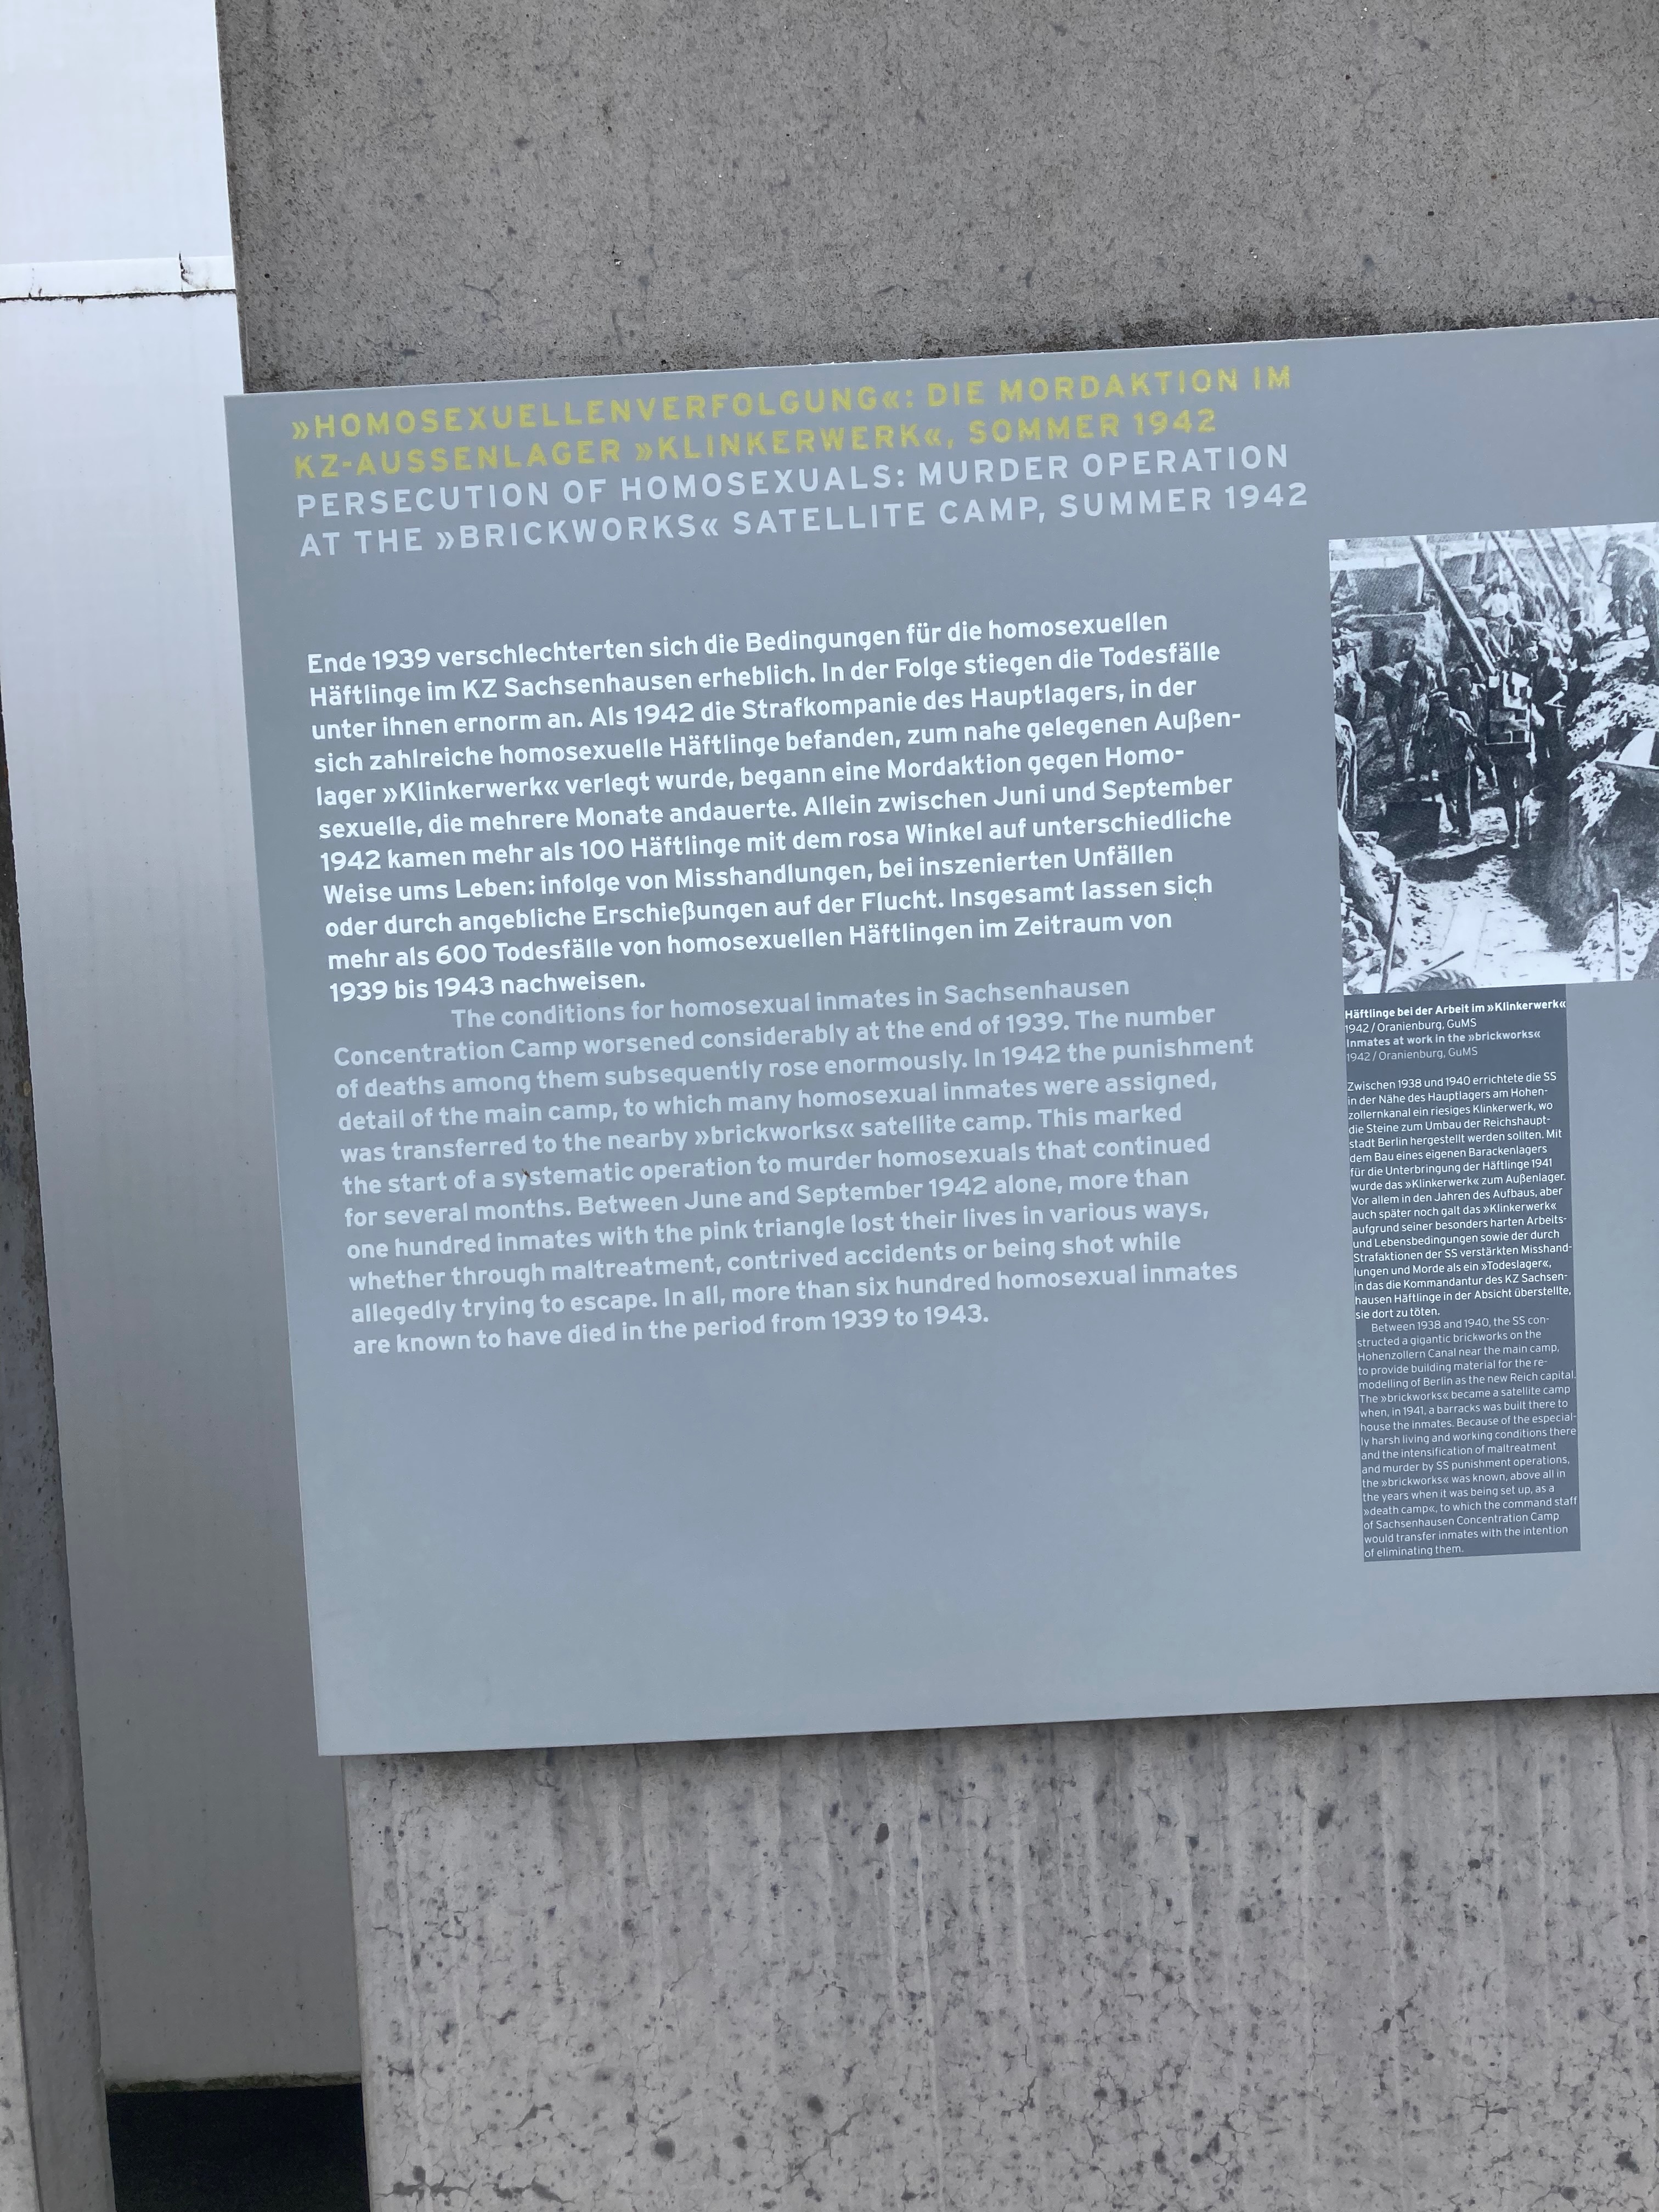 »HOMOSEXUELLENVERFOLGUNG«: DIE MORDAKTION IM
KZ-AUSSENLAGER »KLINKERWERK«, SOMMER 1942
PERSECUTION OF HOMOSEXUALS: MURDER OPERATION
AT THE »BRICKWORKS« SATELLITE CAMP, SUMMER 1942
Ende 1939 verschlechterten sich die Bedingungen für die homosexuellen
Häftlinge im KZ Sachsenhausen erheblich. In der Folge stiegen die Todesfälle
unter ihnen ernorm an. Als 1942 die Strafkompanie des Hauptlagers, in der
sich zahlreiche homosexuelle Häftlinge befanden, zum nahe gelegenen Außen-
lager »Klinkerwerk« verlegt wurde, begann eine Mordaktion gegen Homo-
sexuelle, die mehrere Monate andauerte. Allein zwischen Juni und September
1942 kamen mehr als 100 Häftlinge mit dem rosa Winkel auf unterschiedliche
Weise ums Leben: infolge von Misshandlungen, bei inszenierten Unfällen
oder durch angebliche Erschießungen auf der Flucht. Insgesamt lassen sich
mehr als 600 Todesfälle von homosexuellen Häftlingen im Zeitraum von
1939 bis 1943 nachweisen.
The conditions for homosexual inmates in Sachsenhausen
Concentration Camp worsened considerably at the end of 1939. The number
of deaths among them subsequently rose enormously. In 1942 the punishment
detail of the main camp, to which many homosexual inmates were assigned,
was transferred to the nearby »brickworks« satellite camp. This marked
the start of a systematic operation to murder homosexuals that continued
for several months. Between June and September 1942 alone, more than
one hundred inmates with the pink triangle lost their lives in various ways,
whether through maltreatment, contrived accidents or being shot while
allegedly trying to escape. In all, more than six hundred homosexual inmates
are known to have died in the period from 1939 to 1943.
Häftlinge bei der Arbeit im »Klinkerwerk«
1942 / Oranienburg, GuMS
Inmates at work in the »brickworks«
1942 / Oranienburg, GuMS
Zwischen 1938 und 1940 errichtete die SS
in der Nähe des Hauptlagers am Hohen-
zollernkanal ein riesiges Klinkerwerk, wo
die Steine zum Umbau der Reichshaupt-
stadt Berlin hergestellt werden sollten. Mit
dem Bau eines eigenen Barackenlagers
für die Unterbringung der Häftlinge 1941
wurde das »Klinkerwerk« zum Außenlager.
Vor allem in den Jahren des Aufbaus, aber
auch später noch galt das »Klinkerwerk«
aufgrund seiner besonders harten Arbeits-
und Lebensbedingungen sowie der durch
Strafaktionen der SS verstärkten Misshand-
lungen und Morde als ein »Todeslager«,
in das die Kommandantur des KZ Sachsen-
hausen Häftlinge in der Absicht überstellte,
sie dort zu töten.
Between 1938 and 1940, the SS con-
structed a gigantic brickworks on the
Hohenzollern Canal near the main camp,
to provide building material for the re-
modelling of Berlin as the new Reich capital.
The »brickworks« became a satellite camp
when, in 1941, a barracks was built there to
house the inmates. Because of the especial-
ly harsh living and working conditions there
and the intensification of maltreatment
and murder by SS punishment operations,
the »brickworks« was known, above all in
the years when it was being set up, as a
»death camp«, to which the command staff
of Sachsenhausen Concentration Camp
would transfer inmates with the intention
of eliminating them.